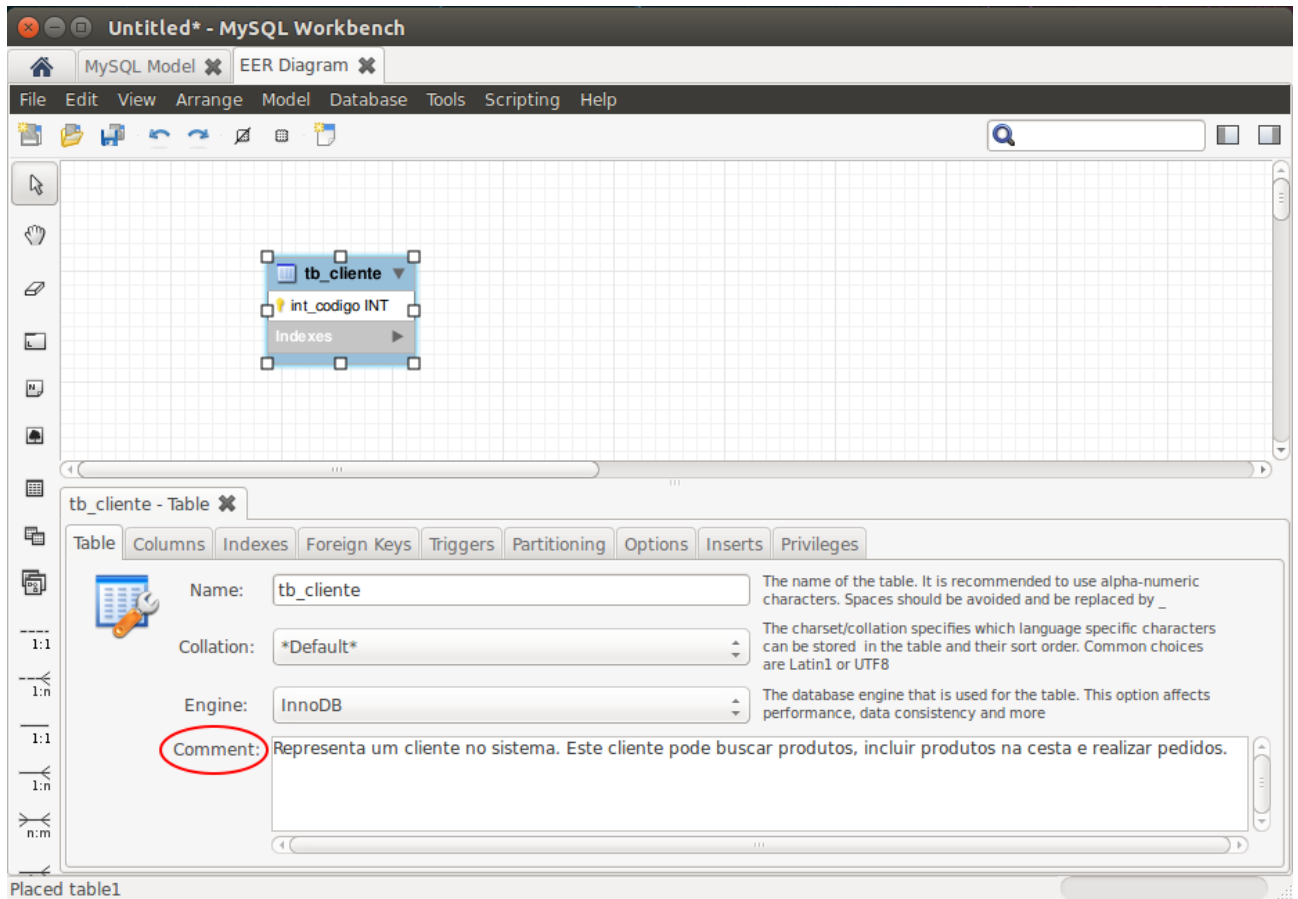 Untitled* - MySQL Workbench
MySQL Model EER Diagram
File Edit View Arrange Model Database Tools Scripting Help
tb_cliente
int_codigo INT
Indexes
tb_cliente - Table
Table Columns Indexes Foreign Keys Triggers Partitioning Options Inserts Privileges
Name: tb_cliente
The name of the table. It is recommended to use alpha-numeric
characters. Spaces should be avoided and be replaced by _
Collation: *Default*
The charset/collation specifies which language specific characters
can be stored in the table and their sort order. Common choices
are Latin1 or UTF8
Engine: InnoDB
The database engine that is used for the table. This option affects
performance, data consistency and more
Comment: Representa um cliente no sistema. Este cliente pode buscar produtos, incluir produtos na cesta e realizar pedidos.
1:1
1:n
1:1
1:n
n:m
Placed table1